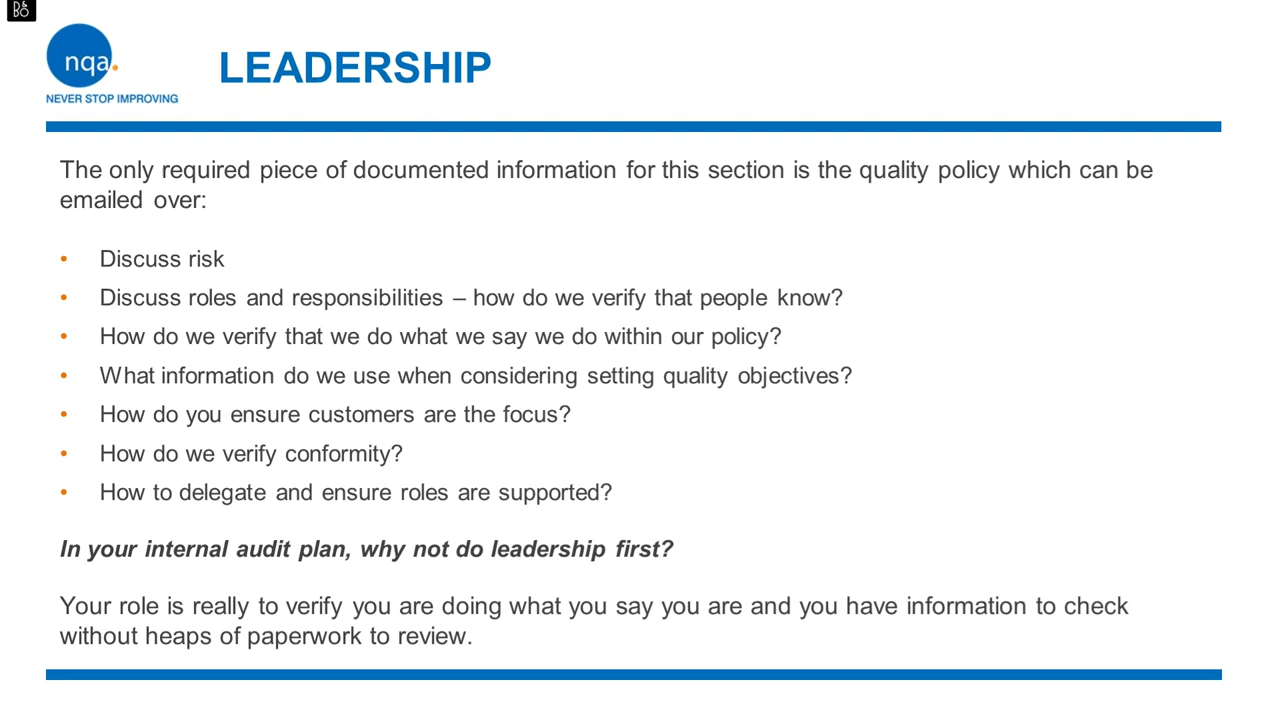 B&O
nqa.
NEVER STOP IMPROVING
LEADERSHIP
The only required piece of documented information for this section is the quality policy which can be
emailed over:
• Discuss risk
• Discuss roles and responsibilities – how do we verify that people know?
• How do we verify that we do what we say we do within our policy?
• What information do we use when considering setting quality objectives?
• How do you ensure customers are the focus?
• How do we verify conformity?
• How to delegate and ensure roles are supported?
In your internal audit plan, why not do leadership first?
Your role is really to verify you are doing what you say you are and you have information to check
without heaps of paperwork to review.